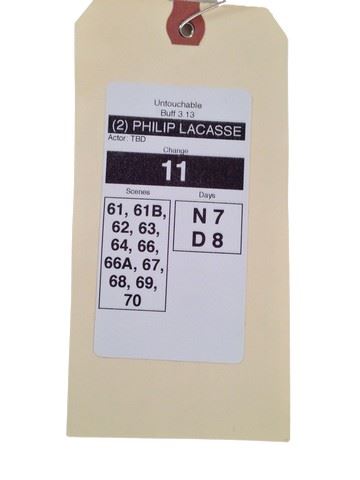 Untouchable
Buff 3.13
(2) PHILIP LACASSE
Actor: TBD
Change
11
Scenes
61, 61B,
62, 63,
64, 66,
66A, 67,
68, 69,
70
Days
N 7
D 8